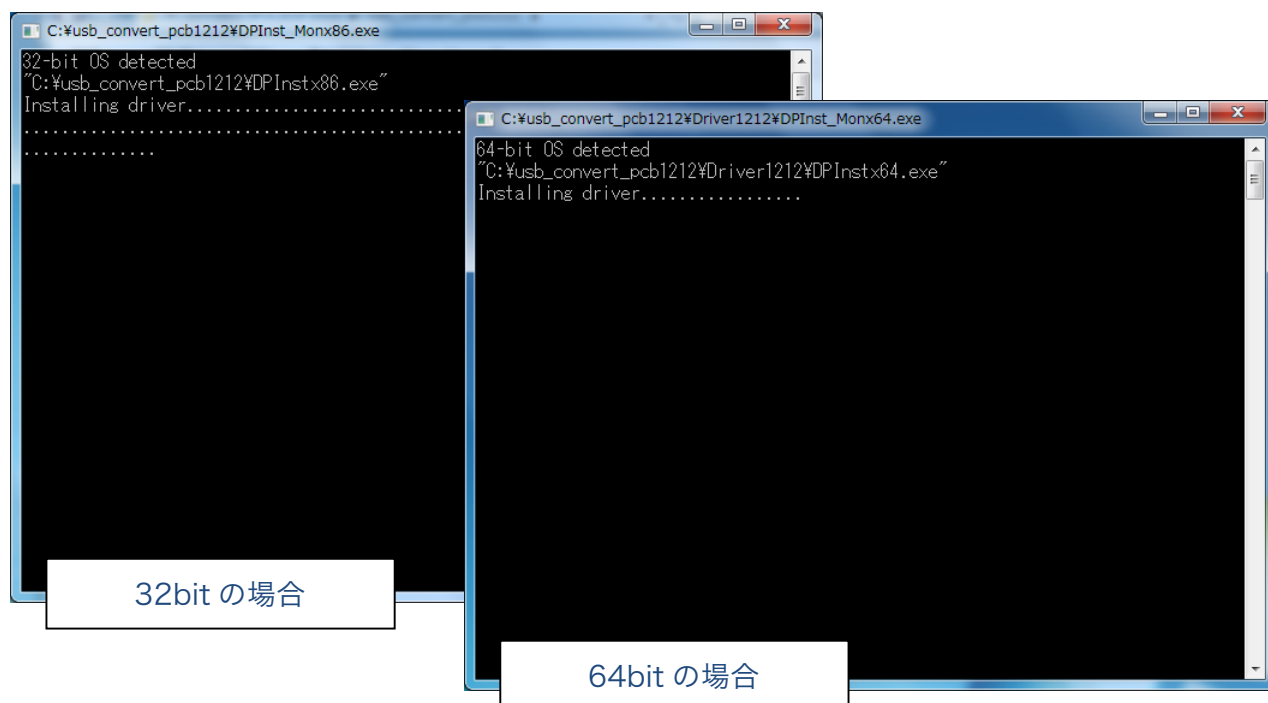 C:¥usb_convert_pcb1212¥DPInst_Monx86.exe
32-bit OS detected
"C:¥usb_convert_pcb1212¥DPInstx86.exe"
Installing driver..............................
......................................................
.............
32bit の場合
C:¥usb_convert_pcb1212¥Driver1212¥DPInst_Monx64.exe
64-bit OS detected
"C:¥usb_convert_pcb1212¥Driver1212¥DPInstx64.exe"
Installing driver.................
64bit の場合